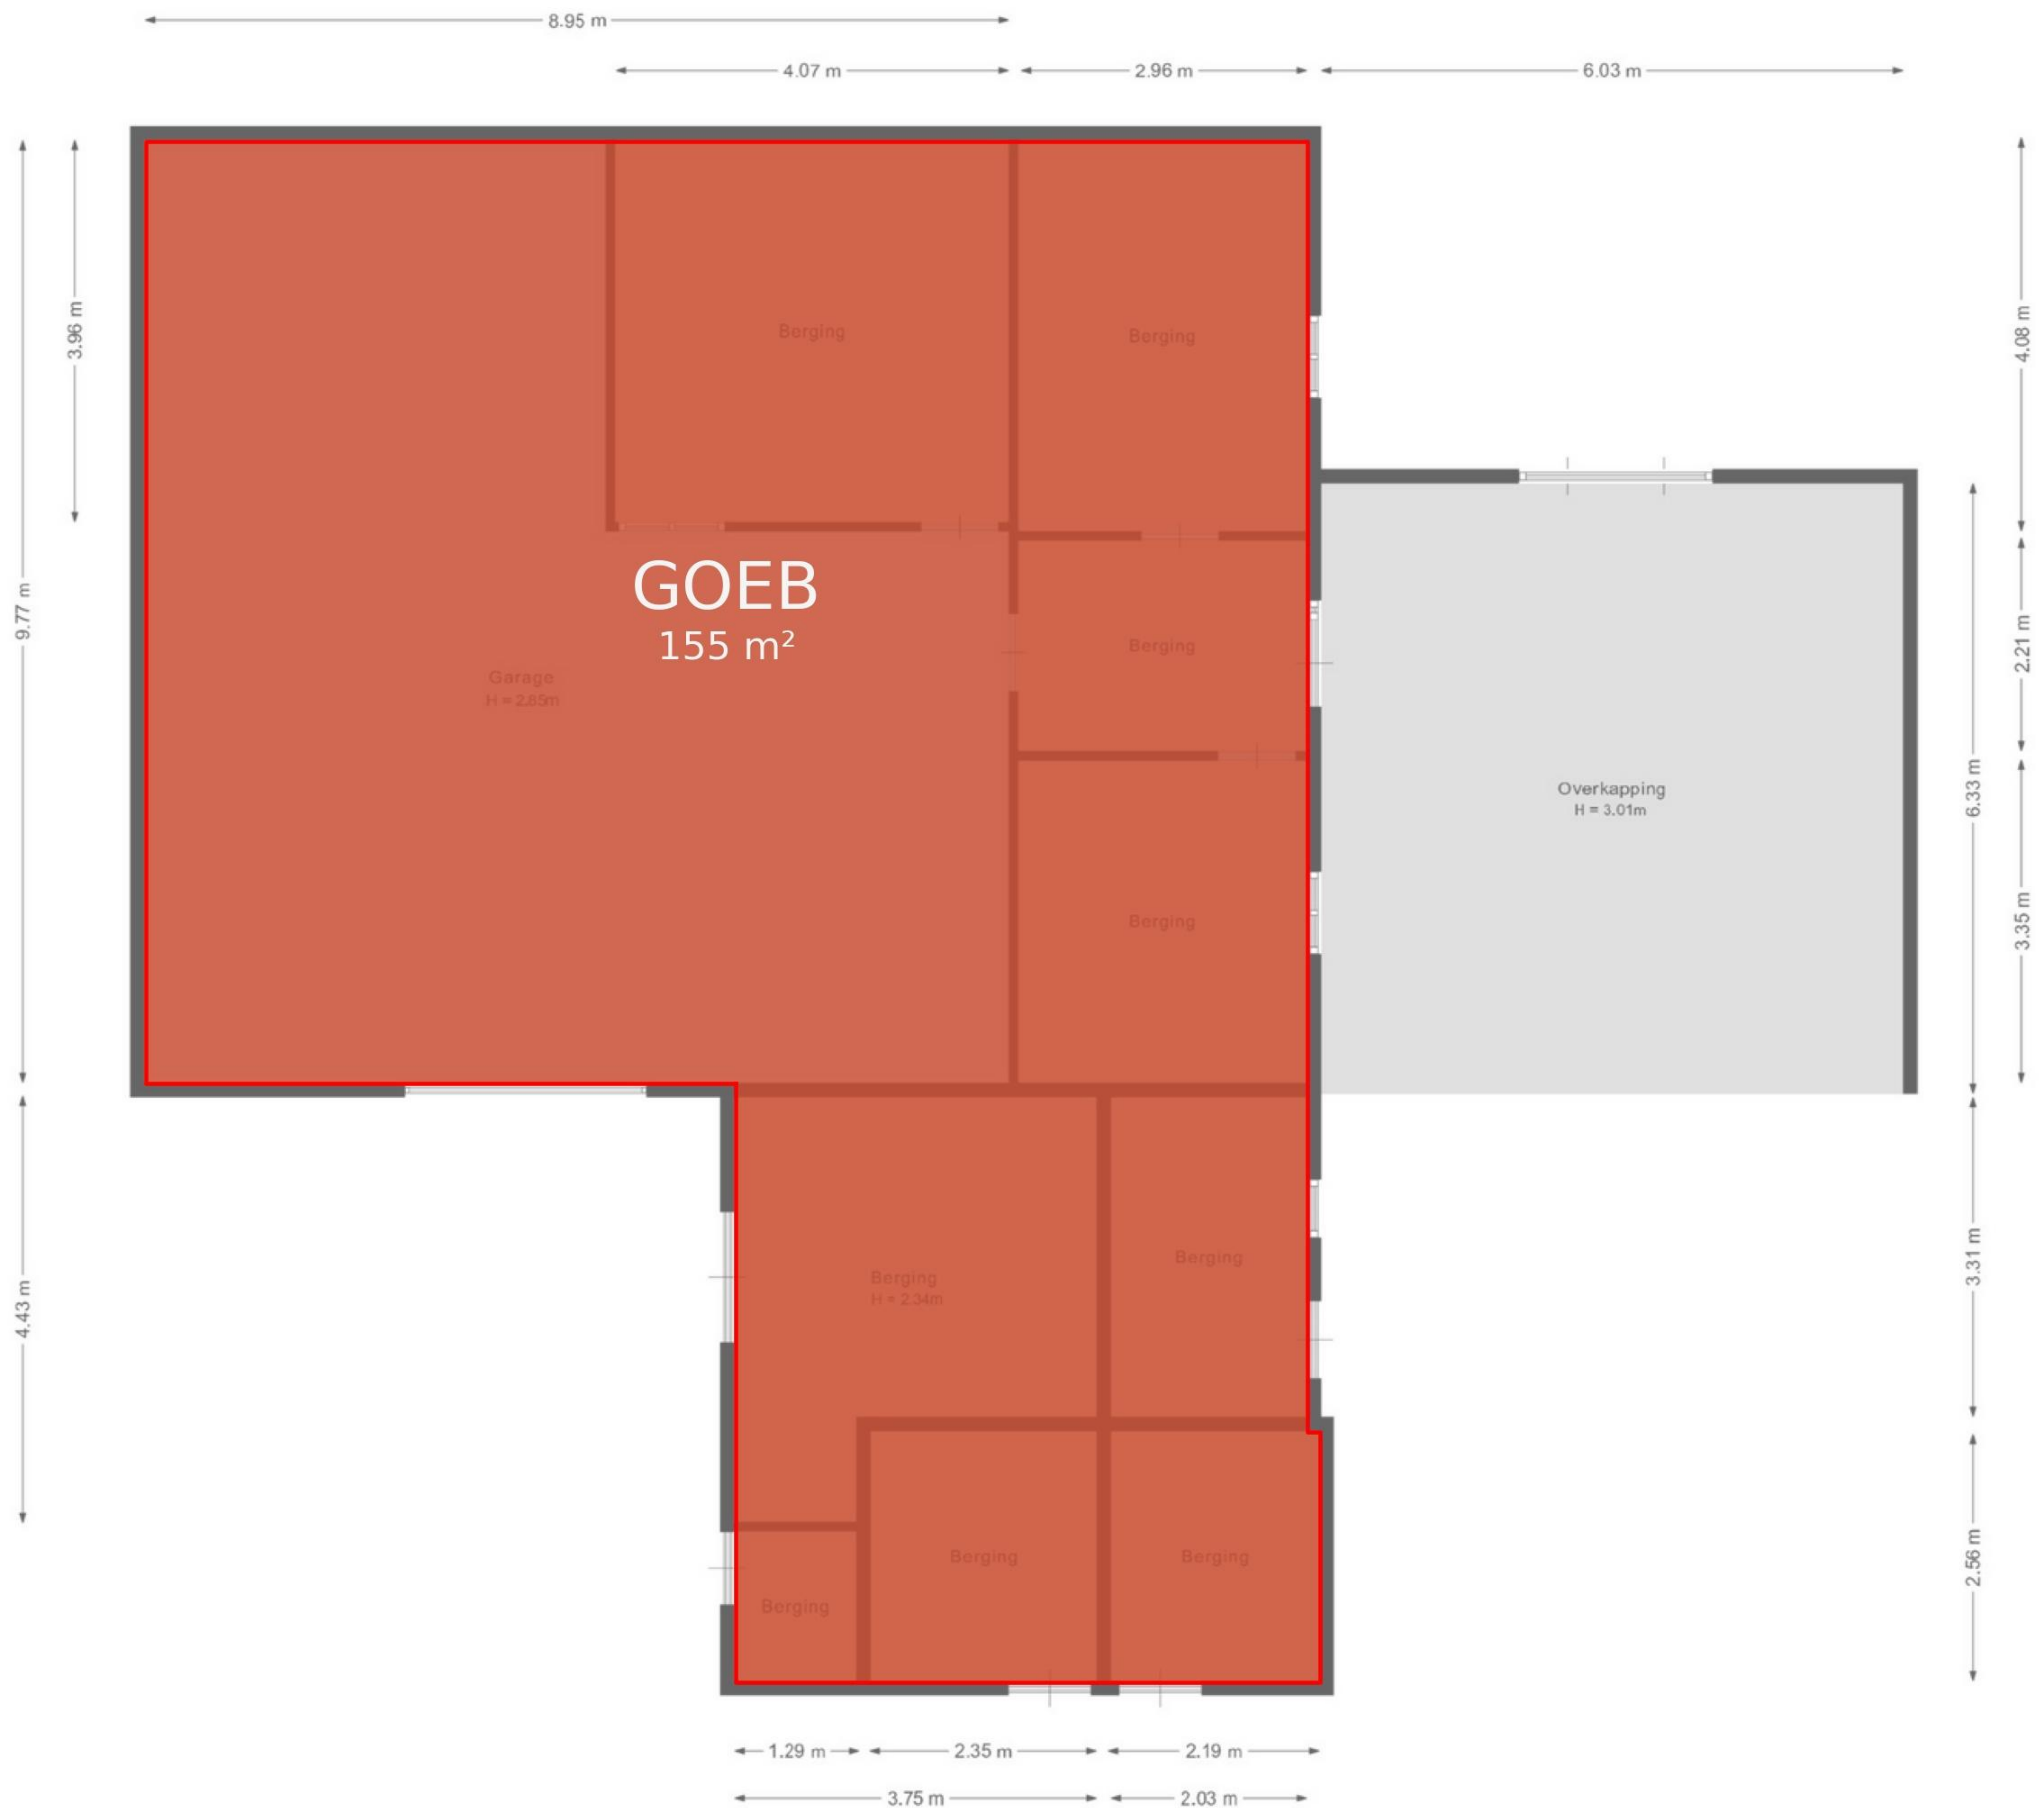 8.95 m
4.07 m
2.96 m
6.03 m
3.96 m
9.77 m
4.08 m
Berging
Berging
GOEB
155 m²
Garage
H = 2.65m
Berging
2.21 m
6.33 m
Overkapping
H = 3.01m
Berging
3.35 m
4.43 m
Berging
H = 2.34m
Berging
3.31 m
Berging
Berging
Berging
2.56 m
1.29 m
2.35 m
2.19 m
3.75 m
2.03 m